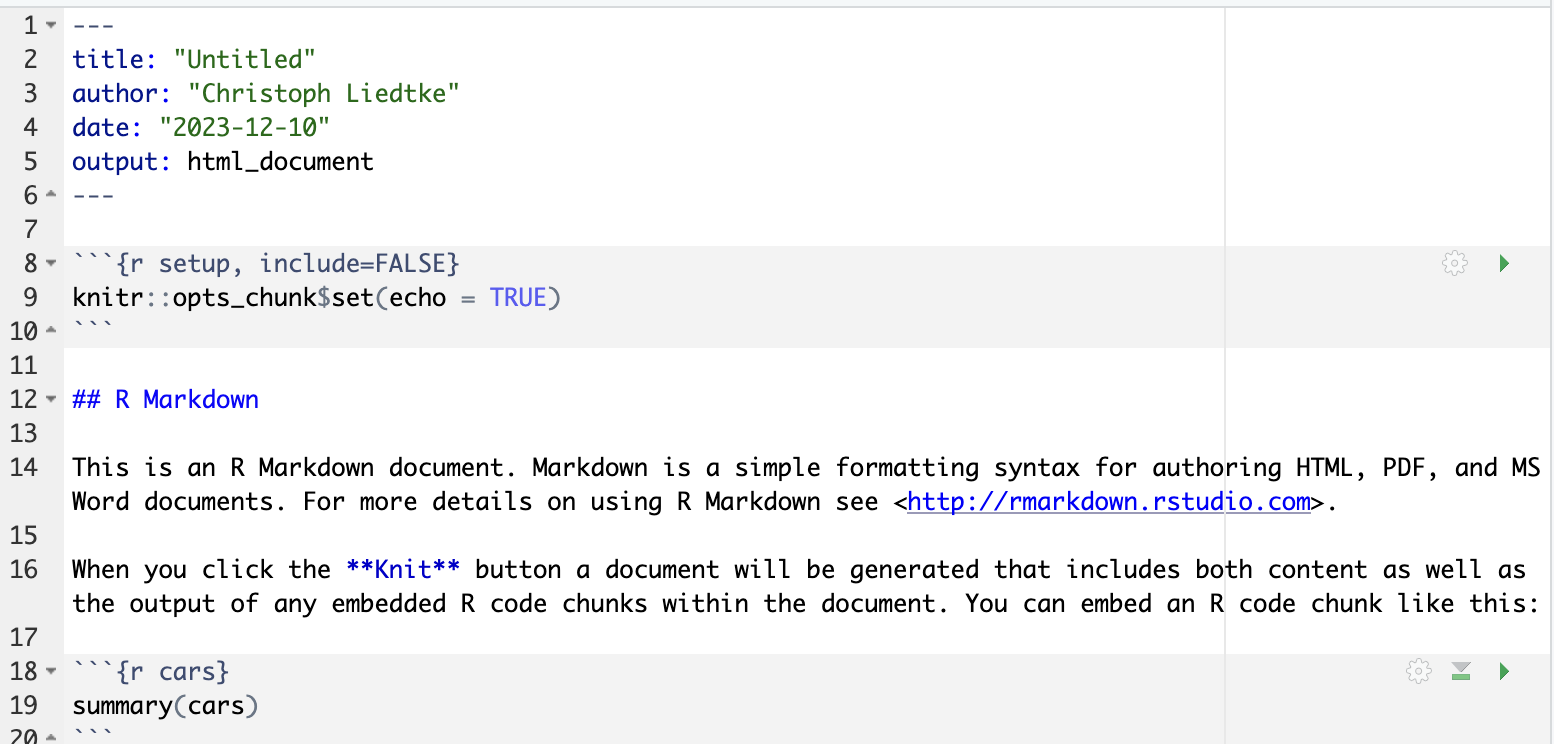 1 ---
2 title: "Untitled"
3 author: "Christoph Liedtke"
4 date: "2023-12-10"
5 output: html_document
6 ---
7
8 ```{r setup, include=FALSE}
9 knitr::opts_chunk$set(echo = TRUE)
10 ```
11
12 ## R Markdown
13
14 This is an R Markdown document. Markdown is a simple formatting syntax for authoring HTML, PDF, and MS
Word documents. For more details on using R Markdown see <http://rmarkdown.rstudio.com>.
15
16 When you click the **Knit** button a document will be generated that includes both content as well as
the output of any embedded R code chunks within the document. You can embed an R code chunk like this:
17
18 ```{r cars}
19 summary(cars)
20 ```